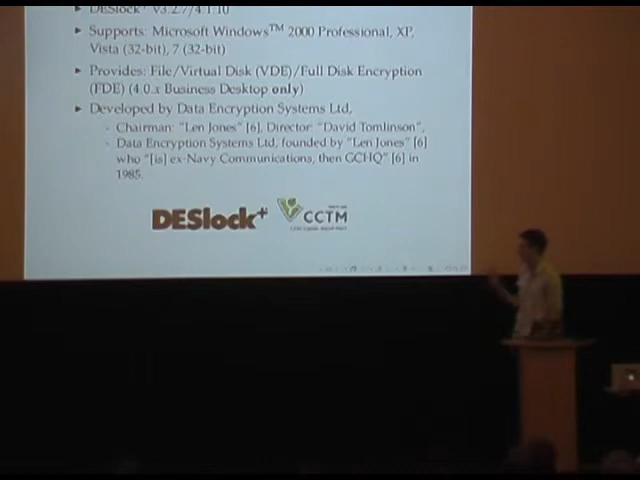 ► DESlock+ v3.2.7/4.1.10
► Supports: Microsoft Windows™ 2000 Professional, XP,
Vista (32-bit), 7 (32-bit)
► Provides: File/Virtual Disk (VDE)/Full Disk Encryption
(FDE) (4.0.x Business Desktop only)
► Developed by Data Encryption Systems Ltd,
- Chairman: "Len Jones" [6], Director: "David Tomlinson",
- Data Encryption Systems Ltd, founded by "Len Jones" [6]
who "[is] ex-Navy Communications, then GCHQ" [6] in
1985.
DESlock+
CCTM